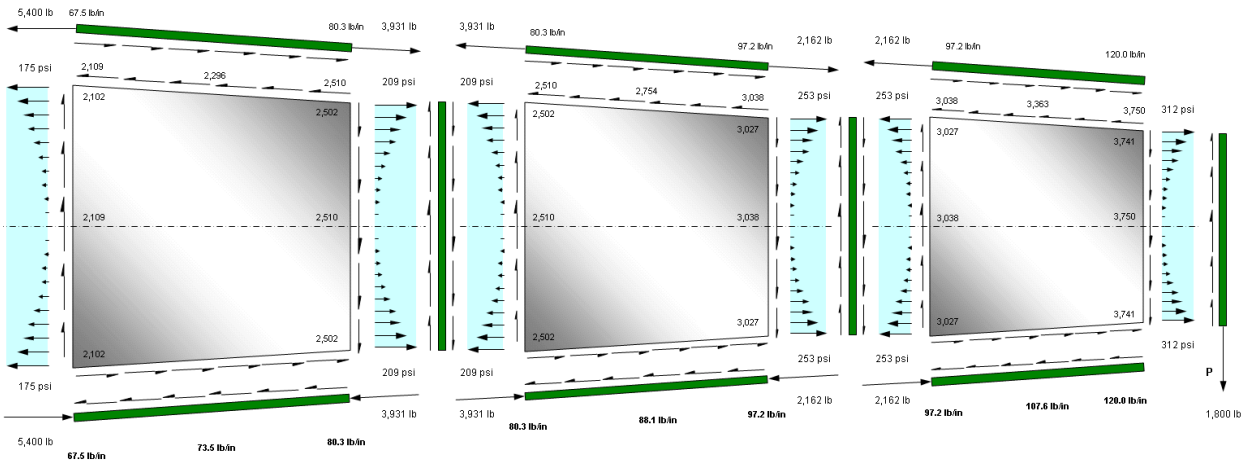 5,400 lb
67.5 lb/in
80.3 lb/in
3,931 lb
175 psi
2,109
2,296
2,510
209 psi
2,102
2,502
2,109
2,510
2,102
2,502
175 psi
209 psi
5,400 lb
3,931 lb
67.5 lb/in
73.5 lb/in
80.3 lb/in
3,931 lb
80.3 lb/in
97.2 lb/in
2,162 lb
209 psi
2,510
2,754
3,038
253 psi
2,502
3,027
2,510
3,038
2,502
3,027
209 psi
253 psi
3,931 lb
2,162 lb
80.3 lb/in
88.1 lb/in
97.2 lb/in
2,162 lb
97.2 lb/in
120.0 lb/in
253 psi
3,038
3,363
3,750
312 psi
3,027
3,741
3,038
3,750
3,027
3,741
253 psi
312 psi
2,162 lb
P
97.2 lb/in
107.6 lb/in
120.0 lb/in
1,800 lb